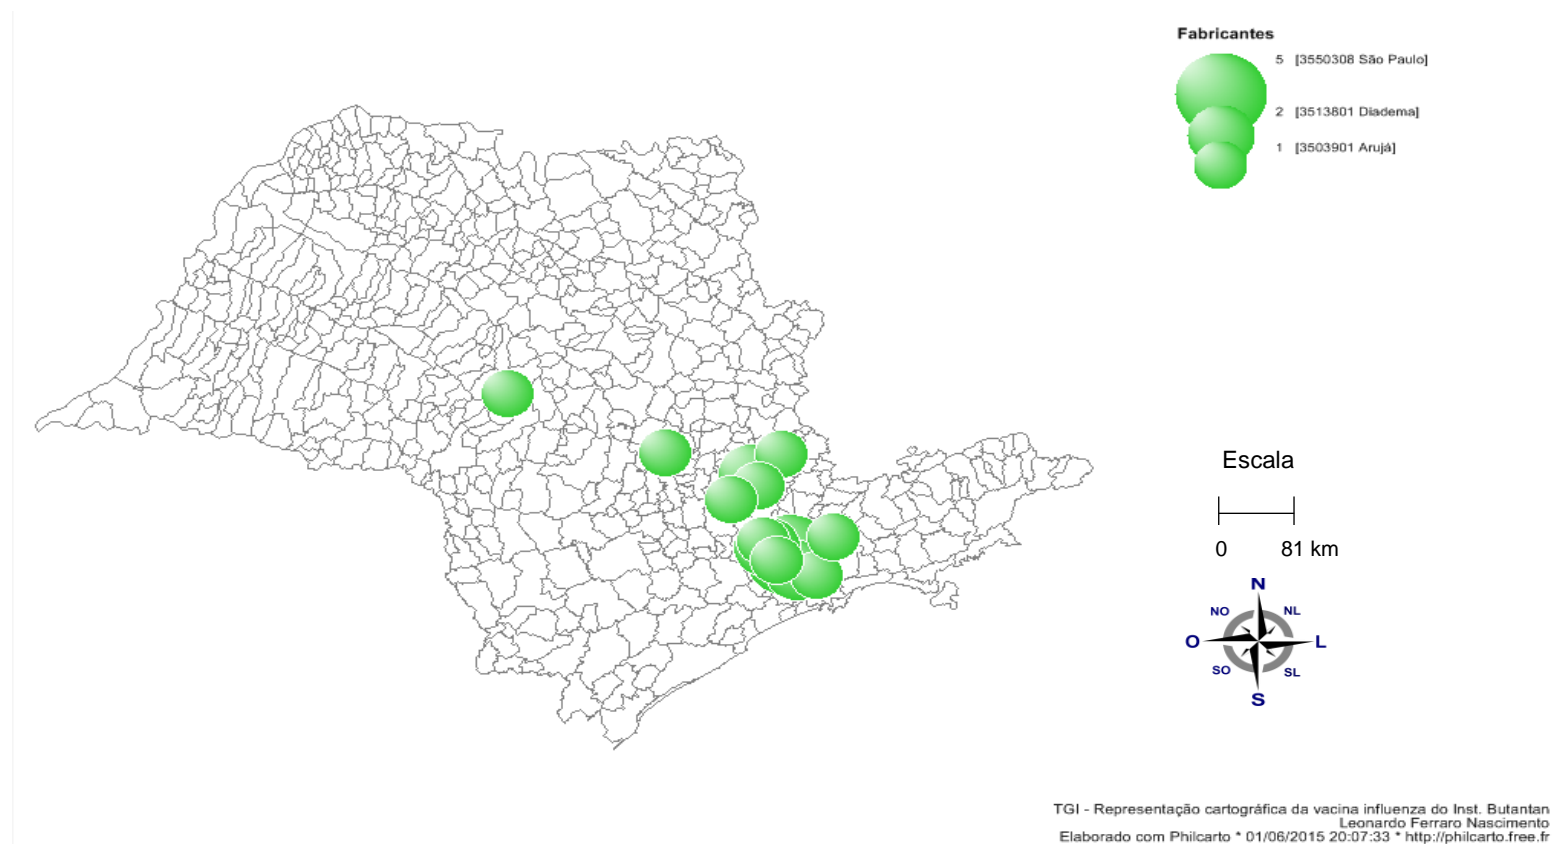 Fabricantes
5 [3550308 São Paulo]
2 [3513801 Diadema]
1 [3503901 Arujá]
Escala
0 81 km
N
NO NL
O L
SO SL
S
TGI - Representação cartográfica da vacina influenza do Inst. Butantan
Leonardo Ferraro Nascimento
Elaborado com Philcarto * 01/06/2015 20:07:33 * http://philcarto.free.fr